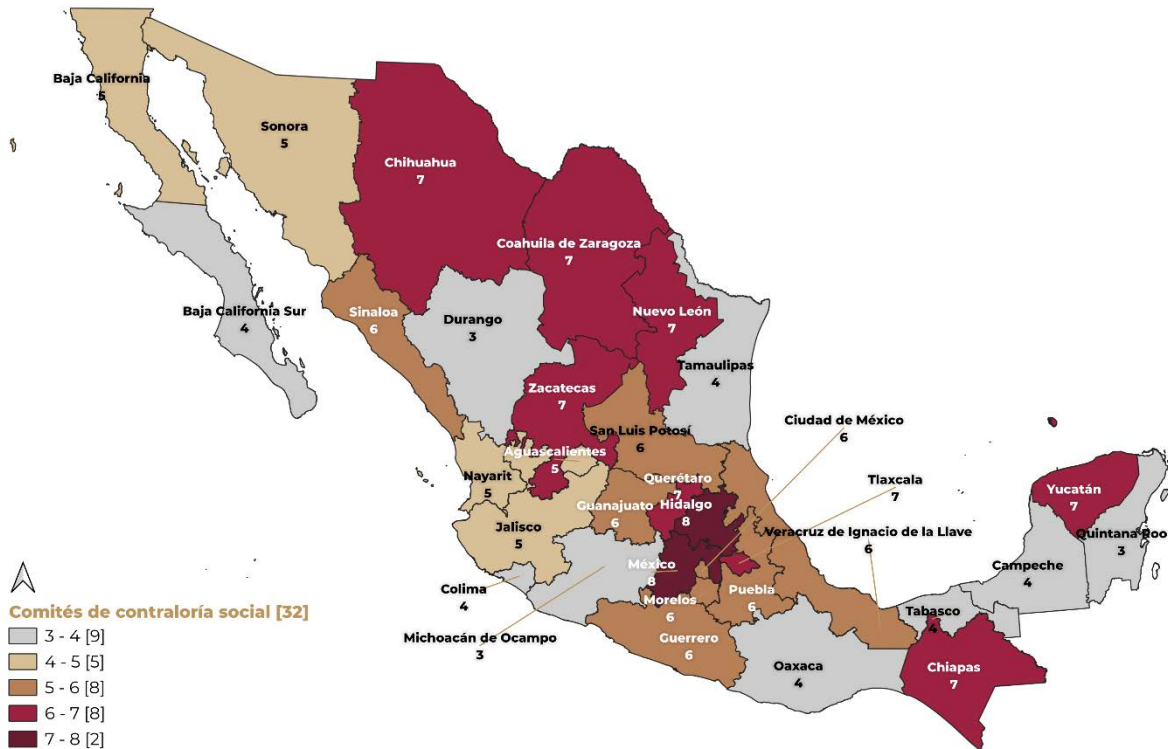 Baja California
5
Sonora
5
Chihuahua
7
Coahuila de Zaragoza
7
Nuevo León
7
Baja California Sur
4
Sinaloa
6
Durango
3
Tamaulipas
4
Zacatecas
7
San Luis Potosí
6
Ciudad de México
6
Aguascalientes
5
Nayarit
5
Querétaro
7
Tlaxcala
7
Yucatán
7
Guanajuato
6
Hidalgo
8
Jalisco
5
Veracruz de Ignacio de la Llave
6
Quintana Roo
3
Campeche
4
México
8
Colima
4
Morelos
6
Puebla
6
Tabasco
4
Michoacán de Ocampo
3
Guerrero
6
Oaxaca
4
Chiapas
7
Comités de contraloría social [32]
3 - 4 [9]
4 - 5 [5]
5 - 6 [8]
6 - 7 [8]
7 - 8 [2]